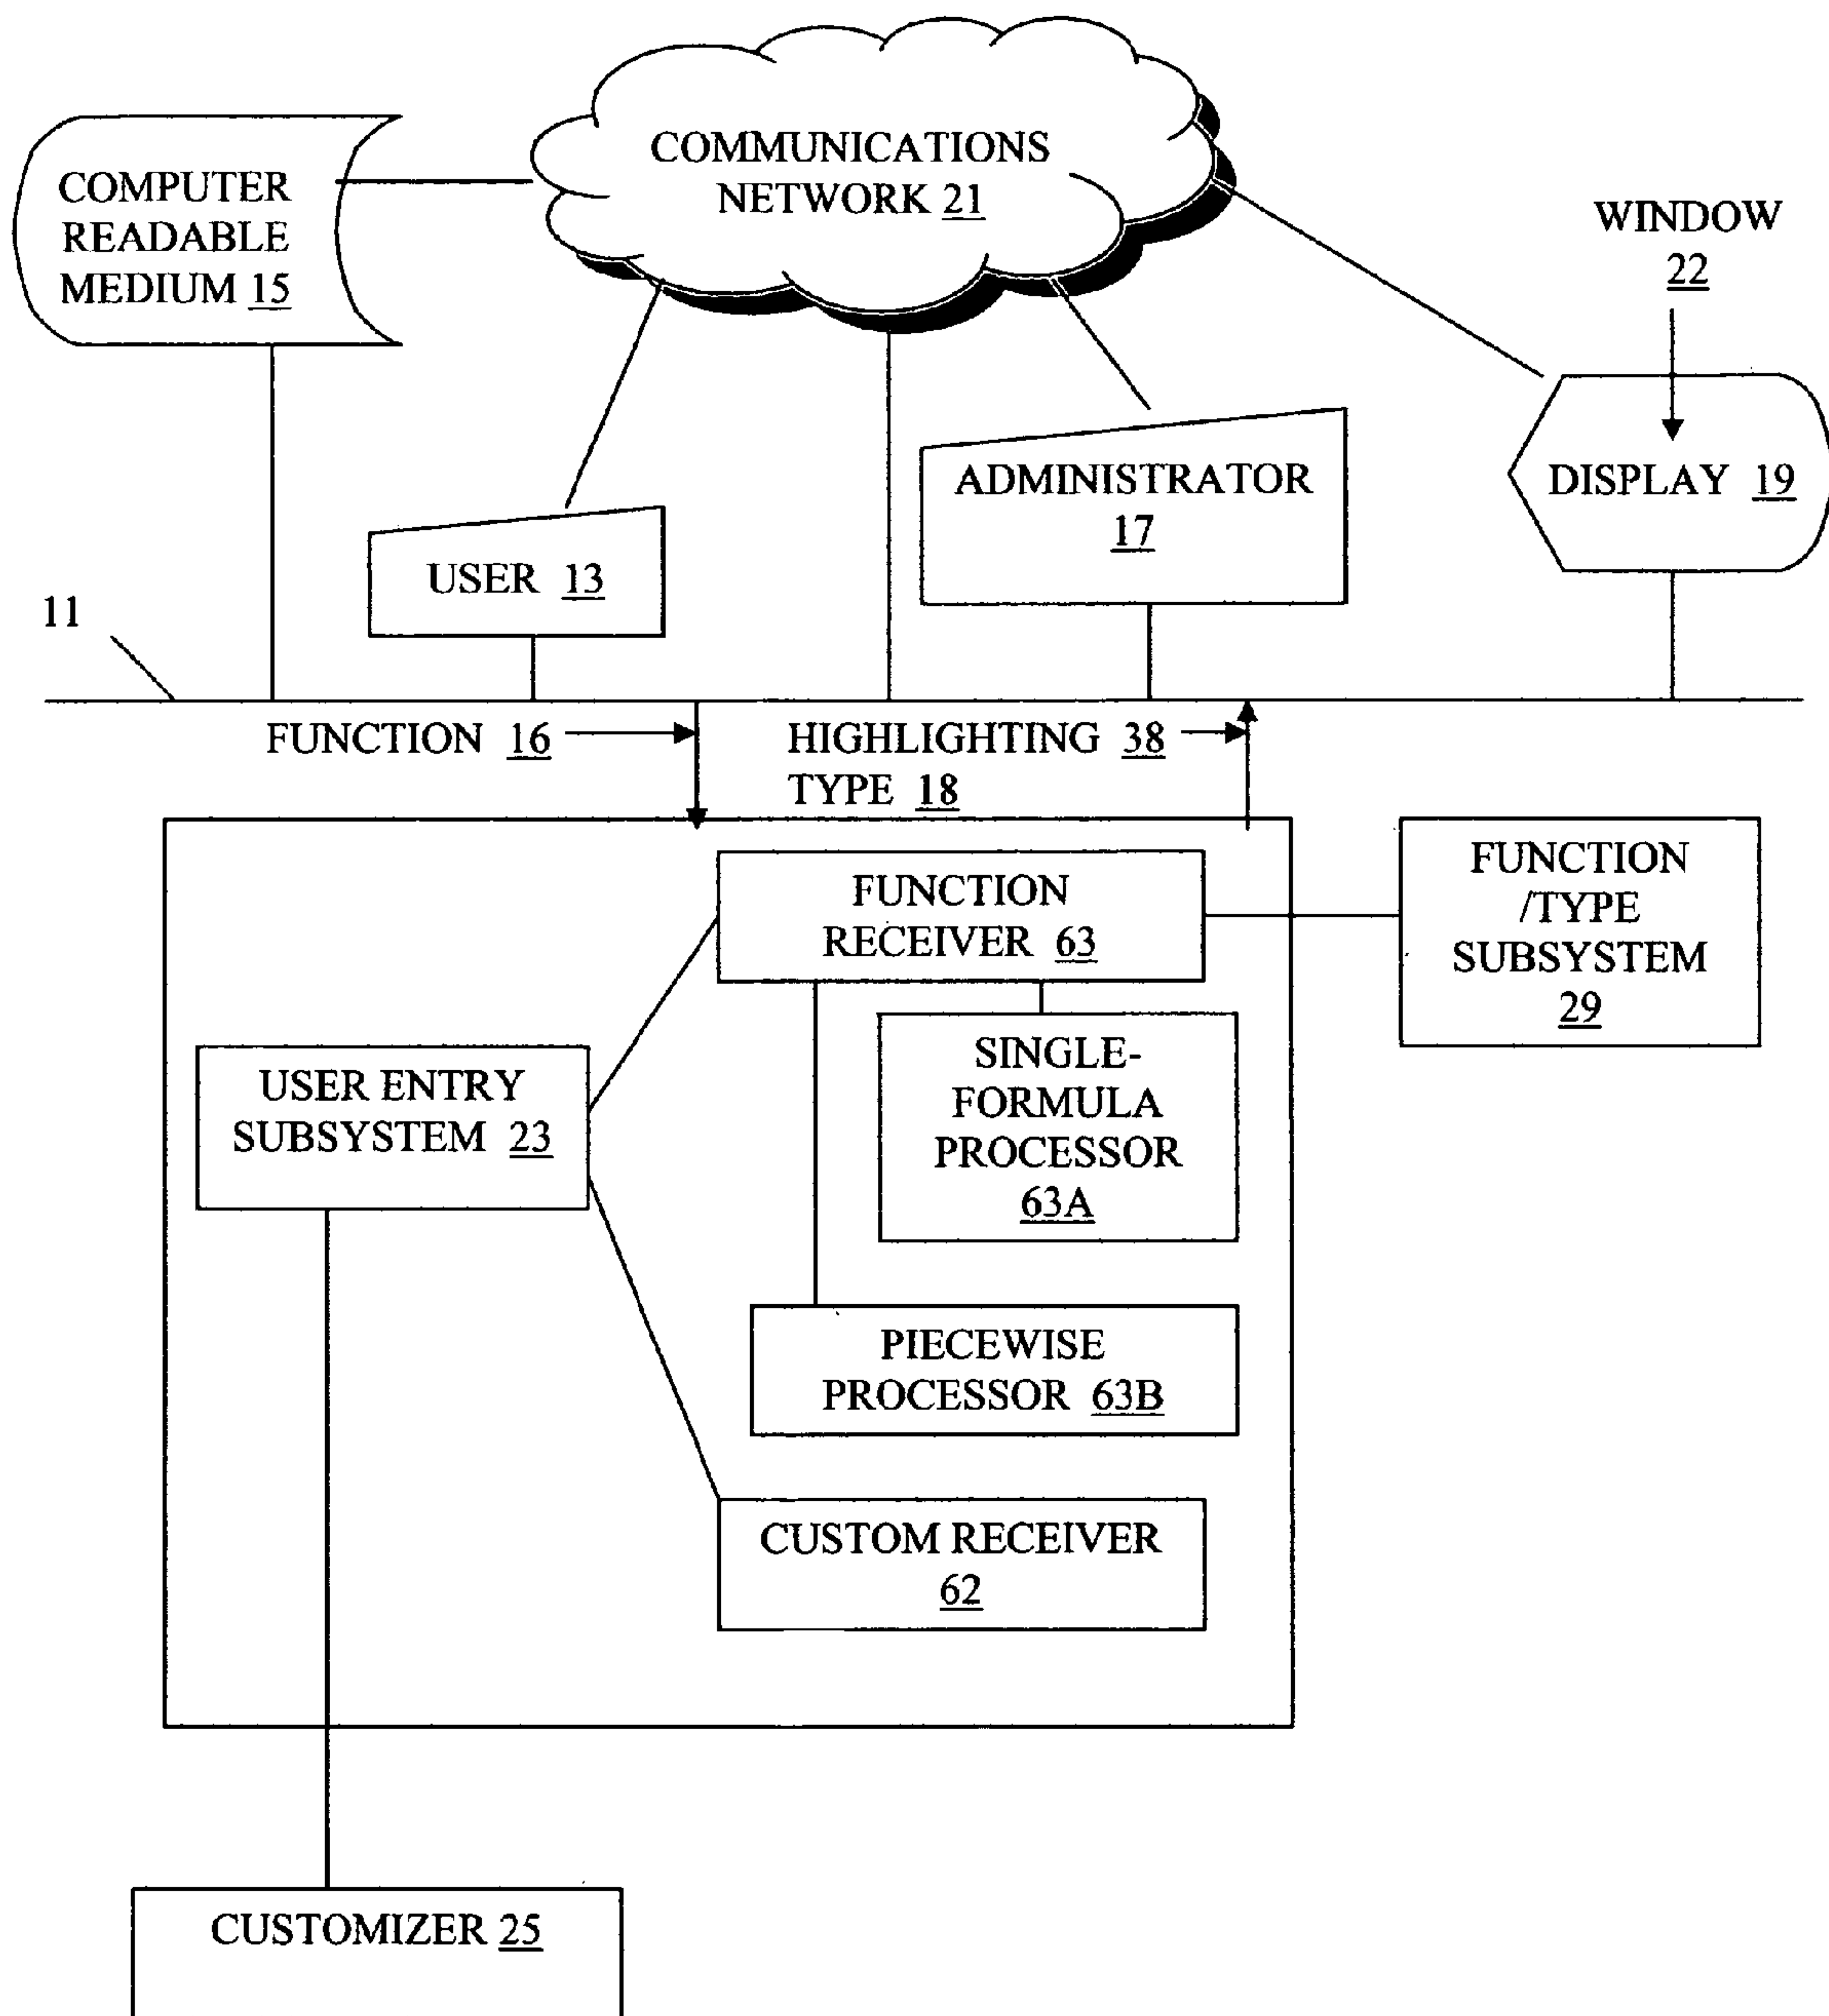 COMMUNICATIONS
NETWORK 21
COMPUTER
READABLE
MEDIUM 15
WINDOW
22
ADMINISTRATOR
17
DISPLAY 19
USER 13
11
FUNCTION 16
HIGHLIGHTING 38
TYPE 18
FUNCTION
RECEIVER 63
FUNCTION
/TYPE
SUBSYSTEM
29
USER ENTRY
SUBSYSTEM 23
SINGLE-
FORMULA
PROCESSOR
63A
PIECEWISE
PROCESSOR 63B
CUSTOM RECEIVER
62
CUSTOMIZER 25